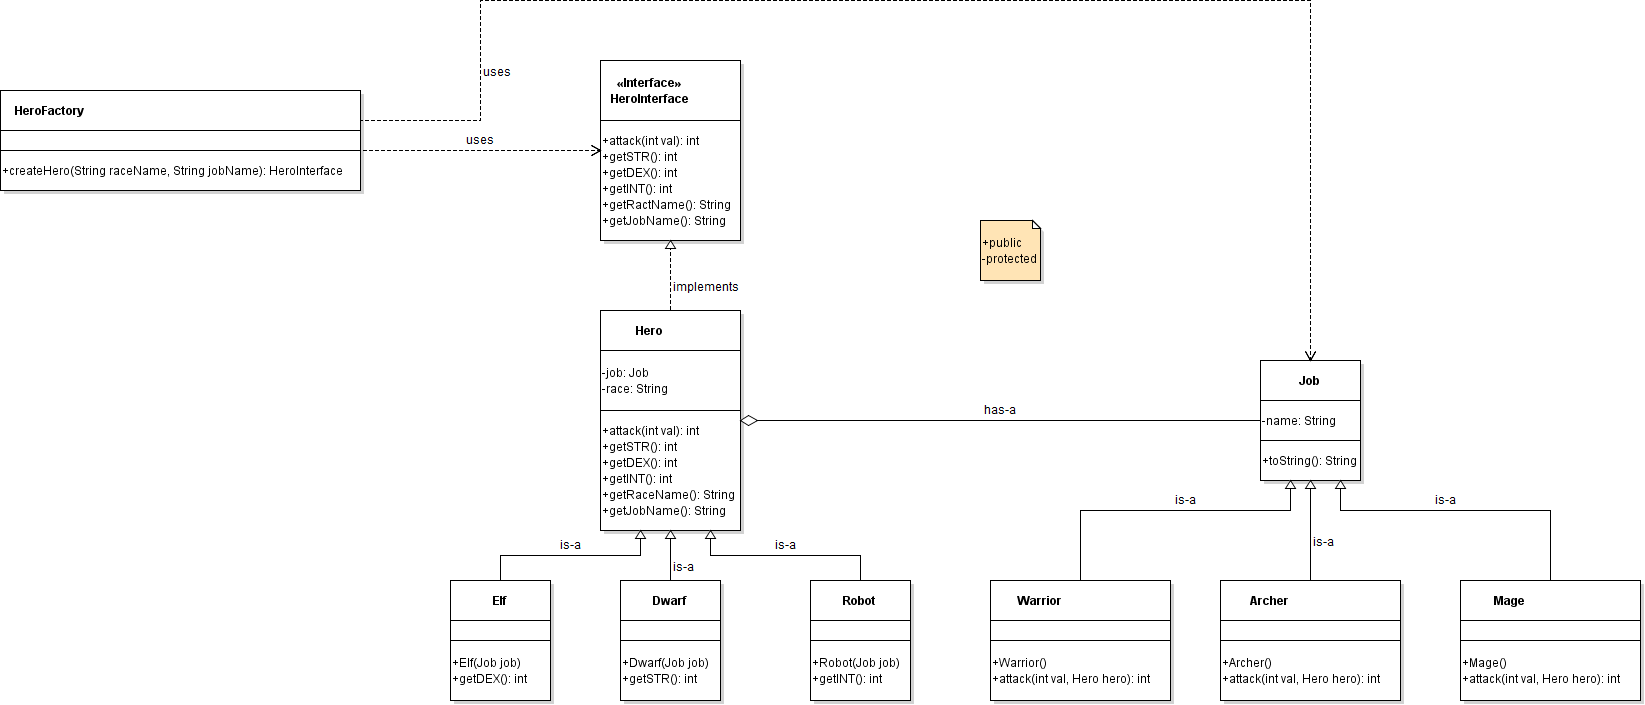 uses
HeroFactory
+createHero(String raceName, String jobName): HeroInterface
uses
«Interface»
HeroInterface
+attack(int val): int
+getSTR(): int
+getDEX(): int
+getINT(): int
+getRactName(): String
+getJobName(): String
+public
-protected
implements
Hero
-job: Job
-race: String
+attack(int val): int
+getSTR(): int
+getDEX(): int
+getINT(): int
+getRaceName(): String
+getJobName(): String
has-a
Job
-name: String
+toString(): String
is-a
is-a
is-a
is-a
is-a
is-a
Elf
+Elf(Job job)
+getDEX(): int
Dwarf
+Dwarf(Job job)
+getSTR(): int
Robot
+Robot(Job job)
+getINT(): int
Warrior
+Warrior()
+attack(int val, Hero hero): int
Archer
+Archer()
+attack(int val, Hero hero): int
Mage
+Mage()
+attack(int val, Hero hero): int